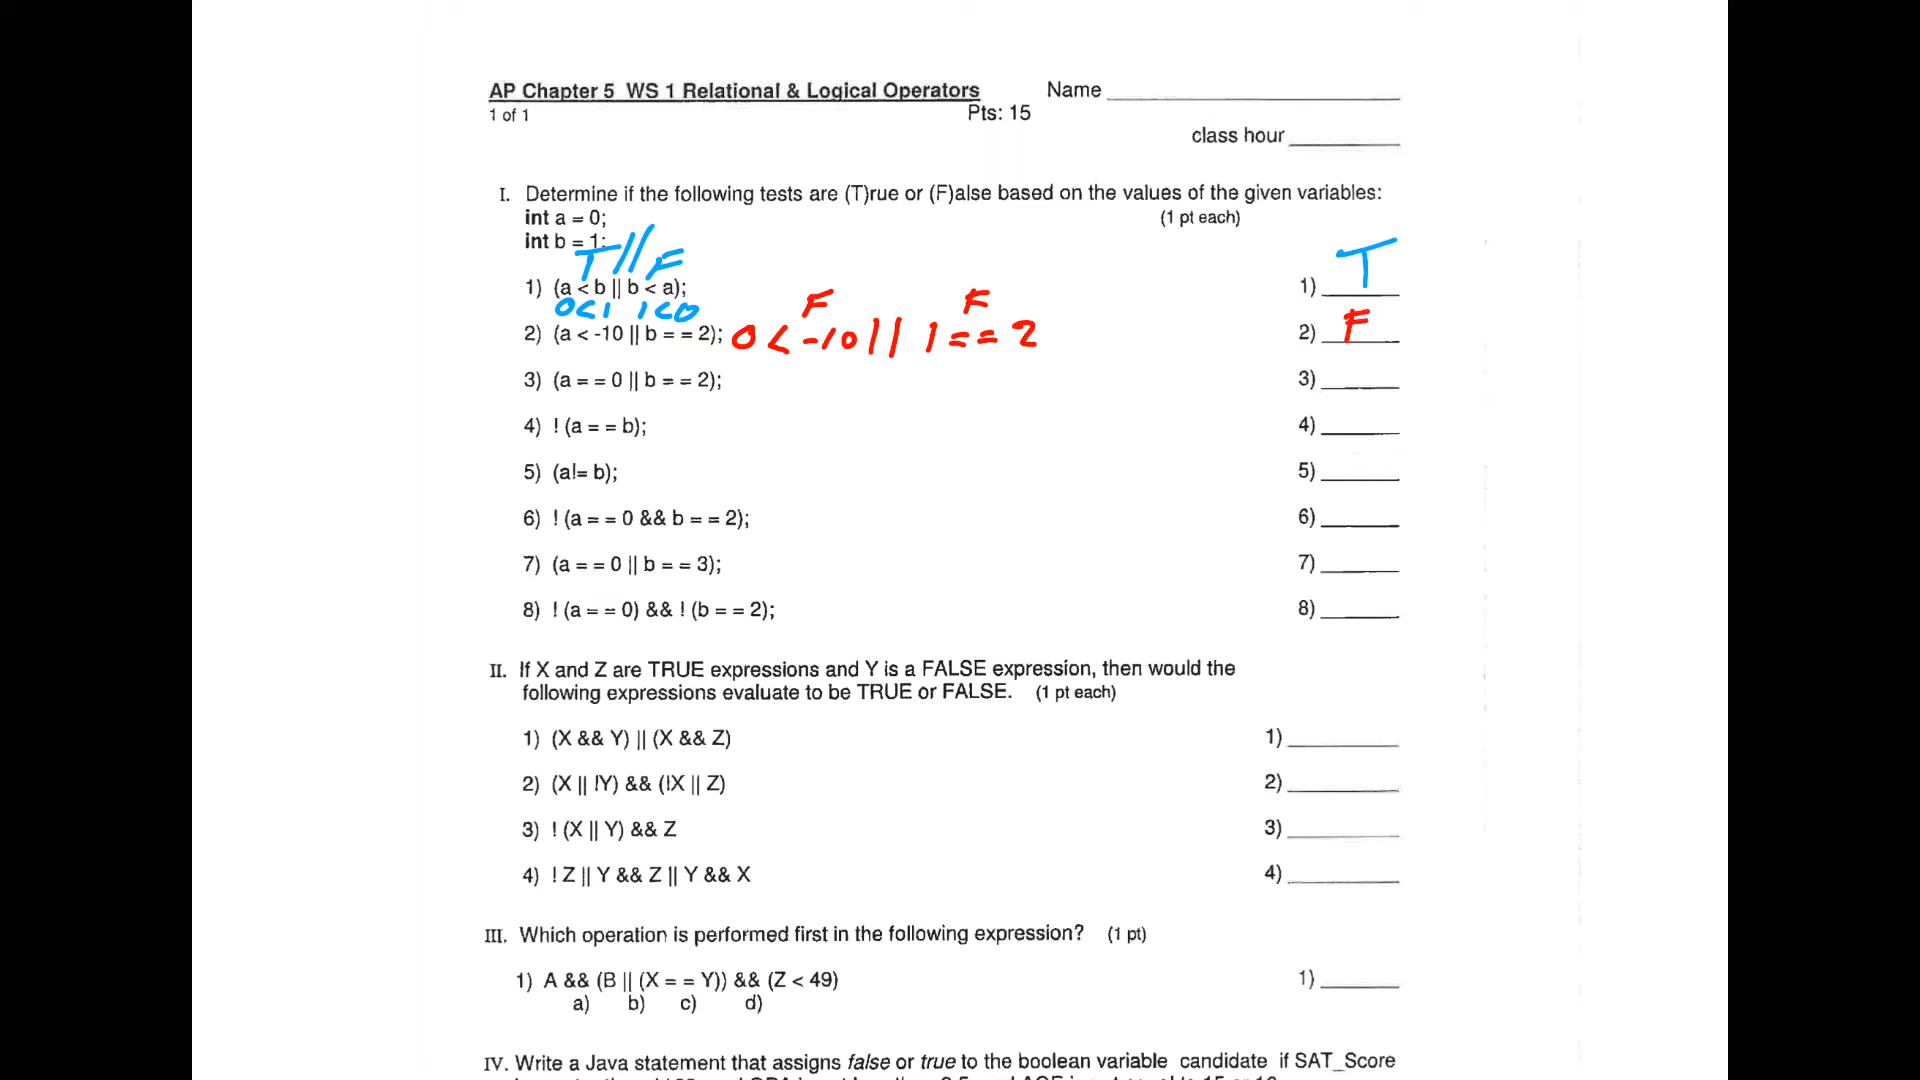 AP Chapter 5 WS 1 Relational & Logical Operators Name
1 of 1 Pts: 15
class hour
I. Determine if the following tests are (T)rue or (F)alse based on the values of the given variables:
int a = 0; (1 pt each)
int b = 1;
T || F
1) (a < b || b < a); 1) T
0<1 1<0
F F
2) (a < -10 || b = = 2); 0 < -10 || 1 == 2 2) F
3) (a = = 0 || b = = 2); 3)
4) ! (a = = b); 4)
5) (a!= b); 5)
6) ! (a = = 0 && b = = 2); 6)
7) (a = = 0 || b = = 3); 7)
8) ! (a = = 0) && ! (b = = 2); 8)
II. If X and Z are TRUE expressions and Y is a FALSE expression, then would the
following expressions evaluate to be TRUE or FALSE. (1 pt each)
1) (X && Y) || (X && Z) 1)
2) (X || !Y) && (!X || Z) 2)
3) ! (X || Y) && Z 3)
4) ! Z || Y && Z || Y && X 4)
III. Which operation is performed first in the following expression? (1 pt)
1) A && (B || (X = = Y)) && (Z < 49) 1)
a) b) c) d)
IV. Write a Java statement that assigns false or true to the boolean variable candidate if SAT_Score